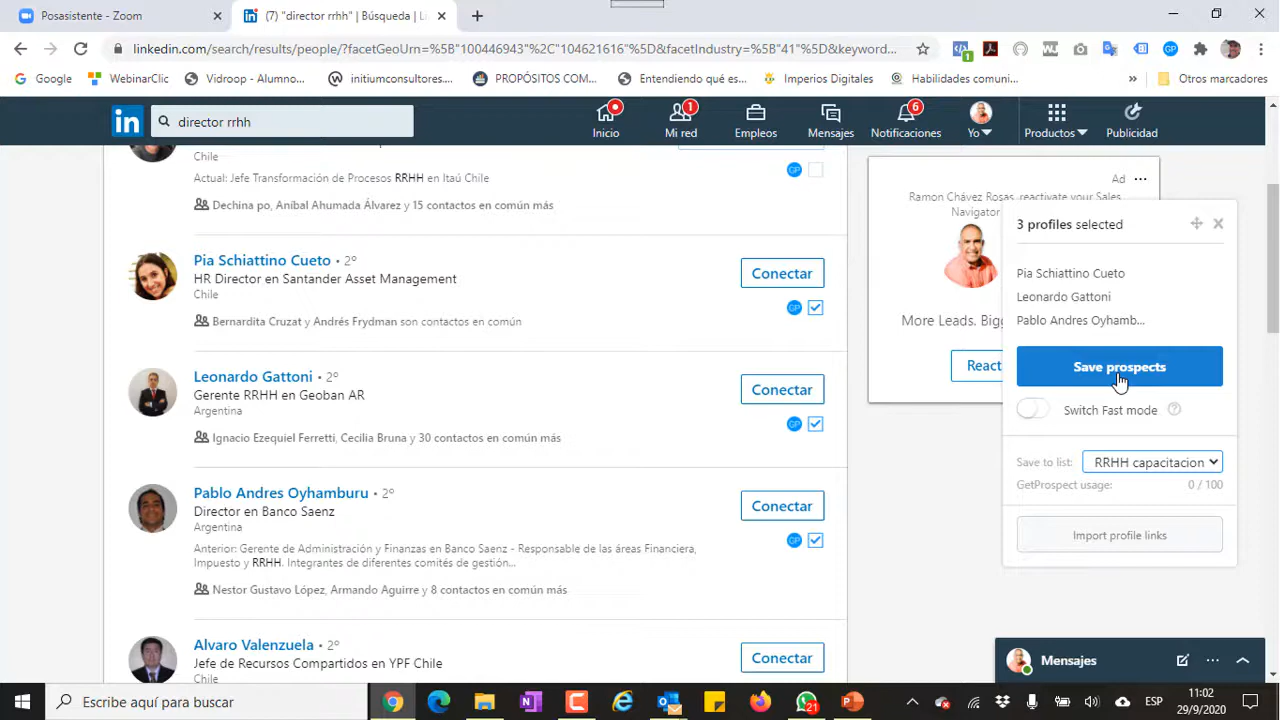 Posasistente - Zoom
(7) "director rrhh" | Búsqueda | Li
linkedin.com/search/results/people/?facetGeoUrn=%5B"100446943"%2C"104621616"%5D&facetIndustry=%5B"41"%5D&keyword...
Google
WebinarClic
Vidroop - Alumno...
initiumconsultores...
PROPÓSITOS COM...
Entendiendo que es...
Imperios Digitales
Habilidades comuni...
»
Otros marcadores
in
director rrhh
Inicio
1
Mi red
Empleos
Mensajes
6
Notificaciones
Yo
Productos
Publicidad
Chile
Actual: Jefe Transformación de Procesos RRHH en Itaú Chile
GP
Dechina po, Aníbal Ahumada Álvarez y 15 contactos en común más
Pia Schiattino Cueto • 2º
HR Director en Santander Asset Management
Chile
Conectar
GP
Bernardita Cruzat y Andrés Frydman son contactos en común
Leonardo Gattoni • 2º
Gerente RRHH en Geoban AR
Argentina
Conectar
GP
Ignacio Ezequiel Ferretti, Cecilia Bruna y 30 contactos en común más
Pablo Andres Oyhamburu • 2º
Director en Banco Saenz
Argentina
Conectar
GP
Anterior: Gerente de Administración y Finanzas en Banco Saenz - Responsable de las áreas Financiera,
Impuesto y RRHH. Integrantes de diferentes comités de gestión...
Nestor Gustavo López, Armando Aguirre y 8 contactos en común más
Alvaro Valenzuela • 2º
Jefe de Recursos Compartidos en YPF Chile
Chile
Conectar
Ad ...
Ramon Chávez Rosas, reactivate your Sales
Navigator
More Leads. Big
React
3 profiles selected
Pia Schiattino Cueto
Leonardo Gattoni
Pablo Andres Oyhamb...
Save prospects
Switch Fast mode ?
Save to list: RRHH capacitacion
GetProspect usage: 0 / 100
Import profile links
Mensajes
Escribe aquí para buscar
21
ESP
11:02
29/9/2020